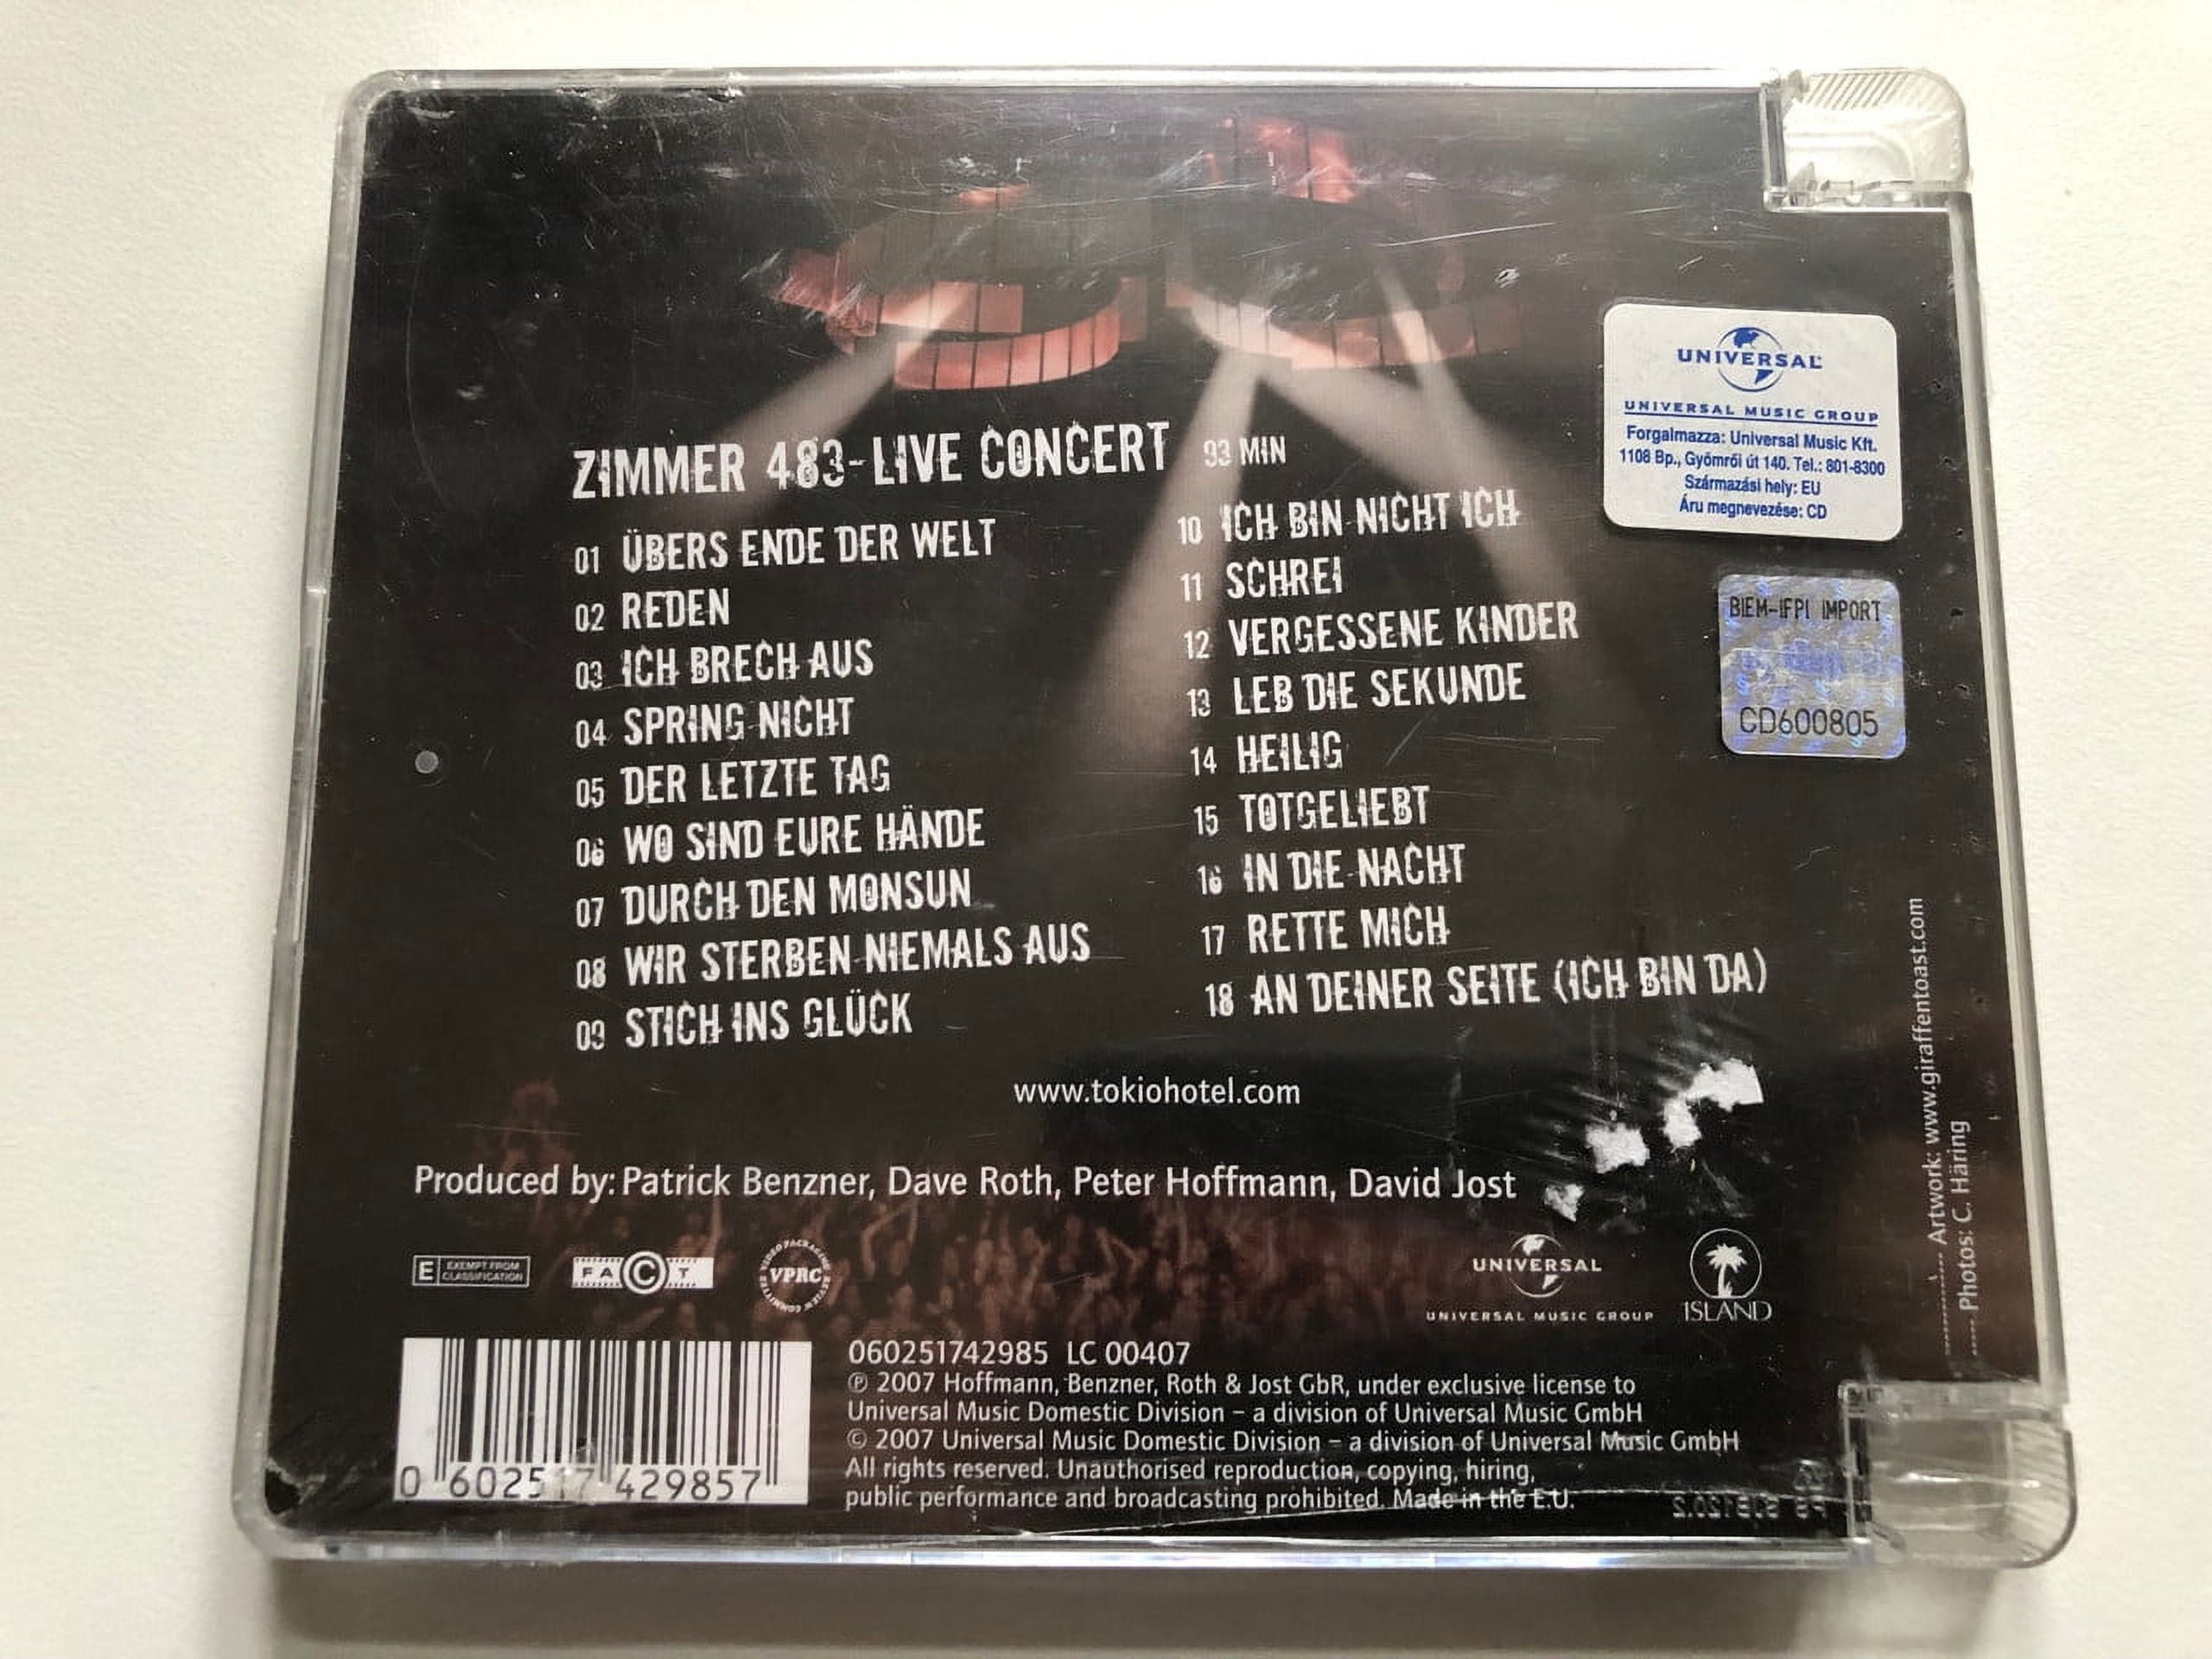 ZIMMER 483-LIVE CONCERT 93 MIN
01 ÜBERS ENDE DER WELT
02 REDEN
03 ICH BRECH AUS
04 SPRING NICHT
05 DER LETZTE TAG
06 WO SIND EURE HÄNDE
07 DURCH DEN MONSUN
08 WIR STERBEN NIEMALS AUS
09 STICH INS GLÜCK
10 ICH BIN NICHT ICH
11 SCHREI
12 VERGESSENE KINDER
13 LEB DIE SEKUNDE
14 HEILIG
15 TOTGELIEBT
16 IN DIE NACHT
17 RETTE MICH
18 AN DEINER SEITE (ICH BIN DA)
UNIVERSAL
UNIVERSAL MUSIC GROUP
Forgalmazza: Universal Music Kft.
1108 Bp., Gyömrői út 140. Tel.: 801-8300
Származási hely: EU
Áru megnevezése: CD
BIEM-IFPI IMPORT
CD600805
www.tokiohotel.com
Produced by: Patrick Benzner, Dave Roth, Peter Hoffmann, David Jost
E EXEMPT FROM
CLASSIFICATION
FACT
VIDEO PACKAGING REVIEW COMMITTEE
VPRC
UNIVERSAL
UNIVERSAL MUSIC GROUP
ISLAND
Artwork: www.giraffentoast.com
Photos: C. Häring
0 602517 429857
060251742985 LC 00407
℗ 2007 Hoffmann, Benzner, Roth & Jost GbR, under exclusive license to
Universal Music Domestic Division – a division of Universal Music GmbH
© 2007 Universal Music Domestic Division – a division of Universal Music GmbH
All rights reserved. Unauthorised reproduction, copying, hiring,
public performance and broadcasting prohibited. Made in the E.U.